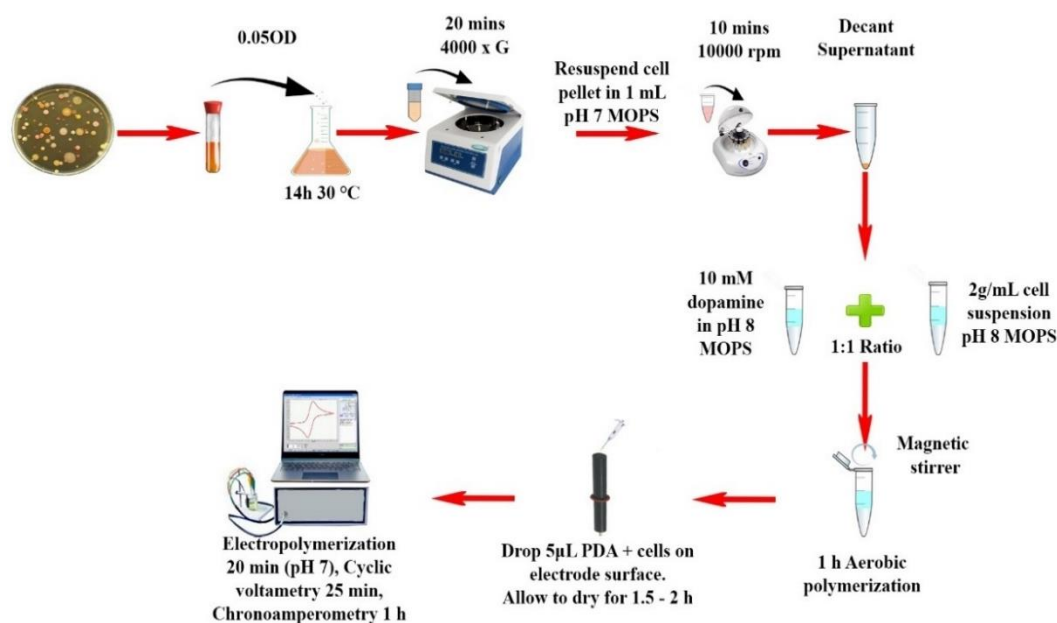 0.05OD
14h 30 °C
20 mins
4000 x G
Resuspend cell
pellet in 1 mL
pH 7 MOPS
10 mins
10000 rpm
Decant
Supernatant
10 mM
dopamine
in pH 8
MOPS
1:1 Ratio
2g/mL cell
suspension
pH 8 MOPS
Magnetic
stirrer
1 h Aerobic
polymerization
Drop 5µL PDA + cells on
electrode surface.
Allow to dry for 1.5 - 2 h
Electropolymerization
20 min (pH 7), Cyclic
voltametry 25 min,
Chronoamperometry 1 h